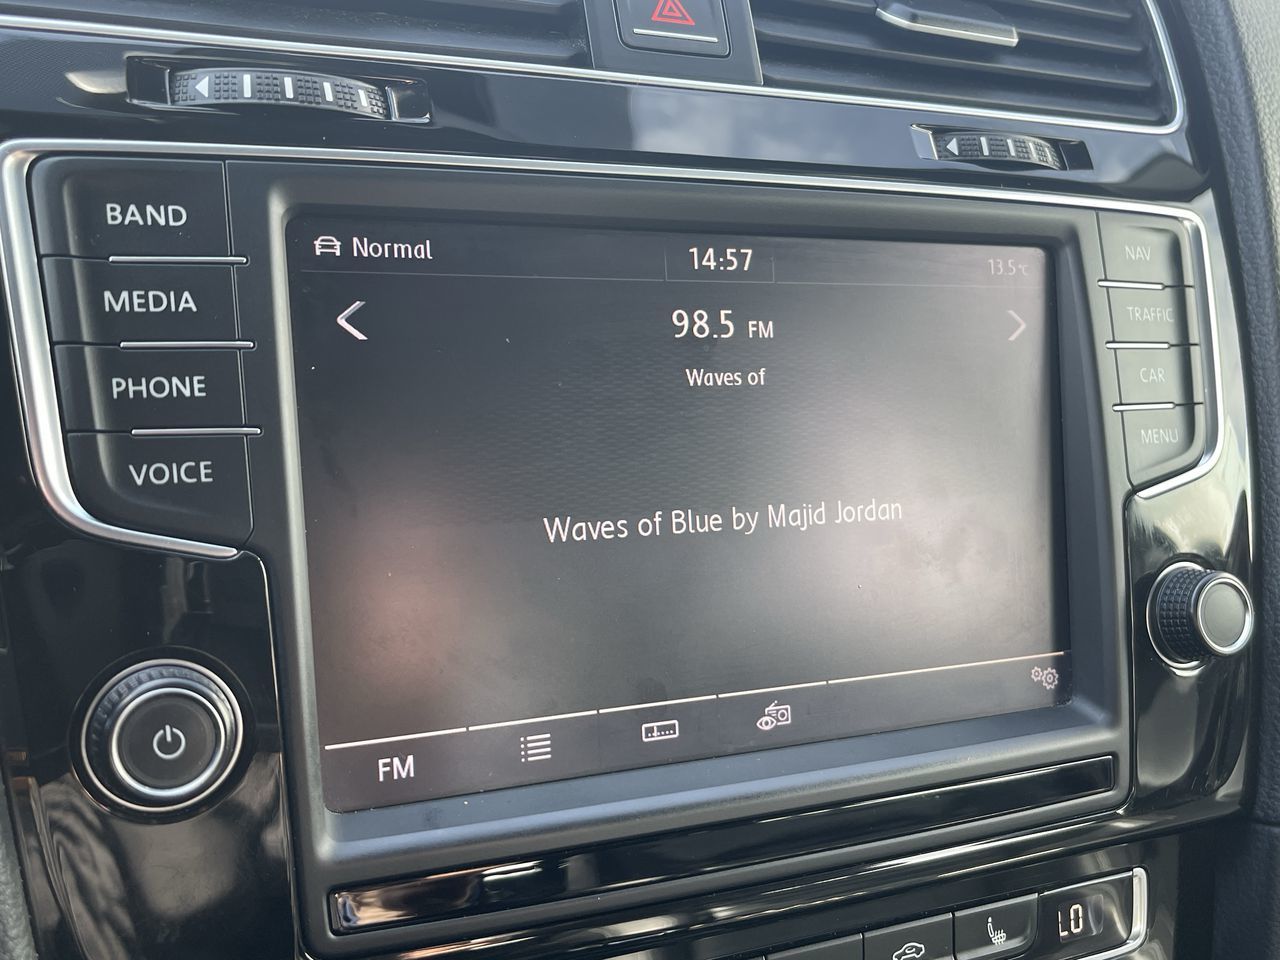 BAND
MEDIA
PHONE
VOICE
Normal
14:57
13.5°C
98.5 FM
Waves of
Waves of Blue by Majid Jordan
FM
NAV
TRAFFIC
CAR
MENU
LO